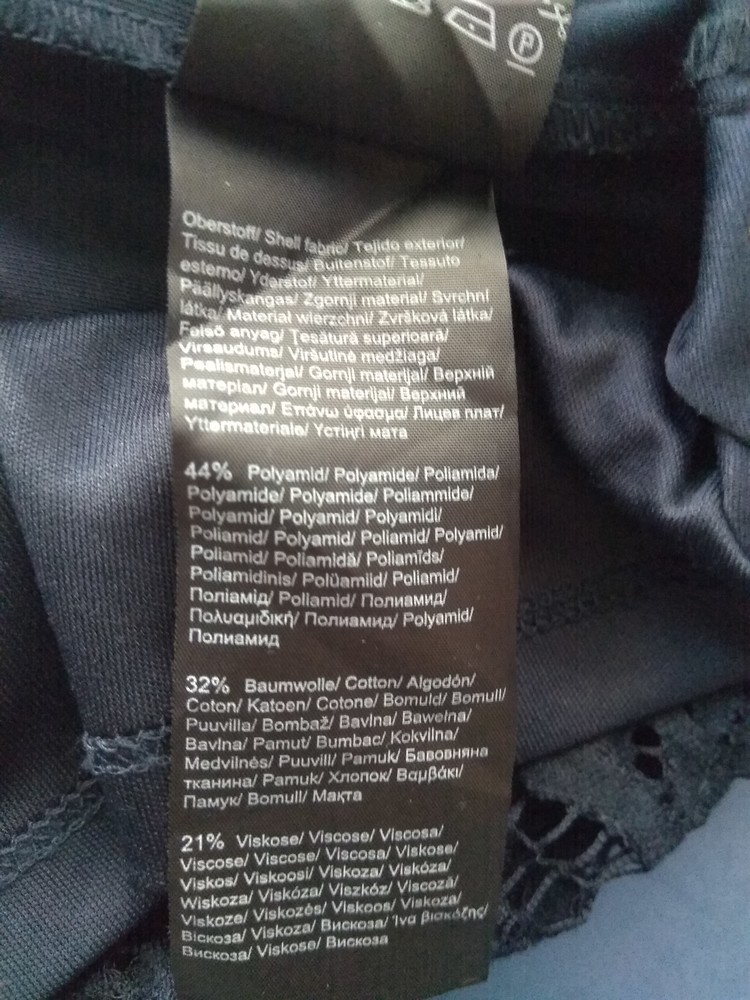 P
Oberstoff/ Shell fabric/ Tejido exterior/
Tissu de dessus/ Buitenstof/ Tessuto
esterno/ Yderstof/ Yttermaterial/
Päällyskangas/ Zgornji material/ Svrchní
látka/ Materiał wierzchni/ Zvršková látka/
Felső anyag/ Țesătură superioară/
Virsaudums/ Viršutinė medžiaga/
Pealismaterjal/ Gornji materijal/ Верхній
матеріал/ Gornji materijal/ Верхний
материал/ Επάνω ύφασμα/ Лицев плат/
Yttermateriale/ Үстіңгі мата
44% Polyamid/ Polyamide/ Poliamida/
Polyamide/ Polyamide/ Poliammide/
Polyamid/ Polyamid/ Polyamidi/
Poliamid/ Polyamid/ Poliamid/ Polyamid/
Poliamid/ Poliamidă/ Poliamīds/
Poliamidinis/ Polüamiid/ Poliamid/
Поліамід/ Poliamid/ Полиамид/
Πολυαμιδική/ Полиамид/ Polyamid/
Полиамид
32% Baumwolle/ Cotton/ Algodón/
Coton/ Katoen/ Cotone/ Bomuld/ Bomull/
Puuvilla/ Bombaž/ Bavlna/ Bawełna/
Bavlna/ Pamut/ Bumbac/ Kokvilna/
Medvilnės/ Puuvill/ Pamuk/ Бавовняна
тканина/ Pamuk/ Хлопок/ Βαμβάκι/
Памук/ Bomull/ Мақта
21% Viskose/ Viscose/ Viscosa/
Viscose/ Viscose/ Viscosa/ Viskose/
Viskos/ Viskoosi/ Viskoza/ Viskóza/
Wiskoza/ Viskóza/ Viszkóz/ Viscoză/
Viskoze/ Viskozės/ Viskoos/ Viskoza/
Віскоза/ Viskoza/ Вискоза/ Ίνα βισκόζης/
Вискоза/ Viskose/ Вискоза